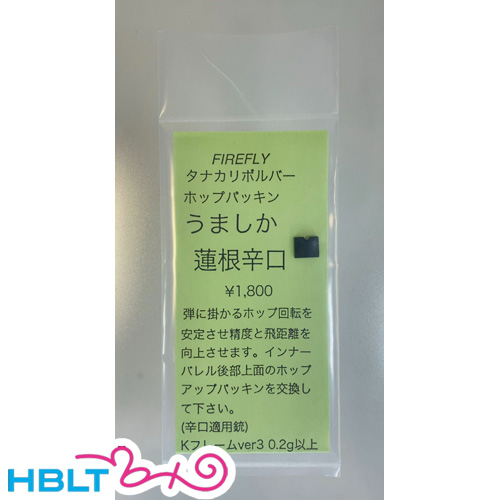 FIREFLY
タナカリボルバー
ホップパッキン
うましか
蓮根辛口
¥1,800
弾に掛かるホップ回転を
安定させ精度と飛距離を
向上させます。インナー
バレル後部上面のホップ
アップパッキンを交換し
て下さい。
(辛口適用銃)
Kフレームver3 0.2g以上
HBLT